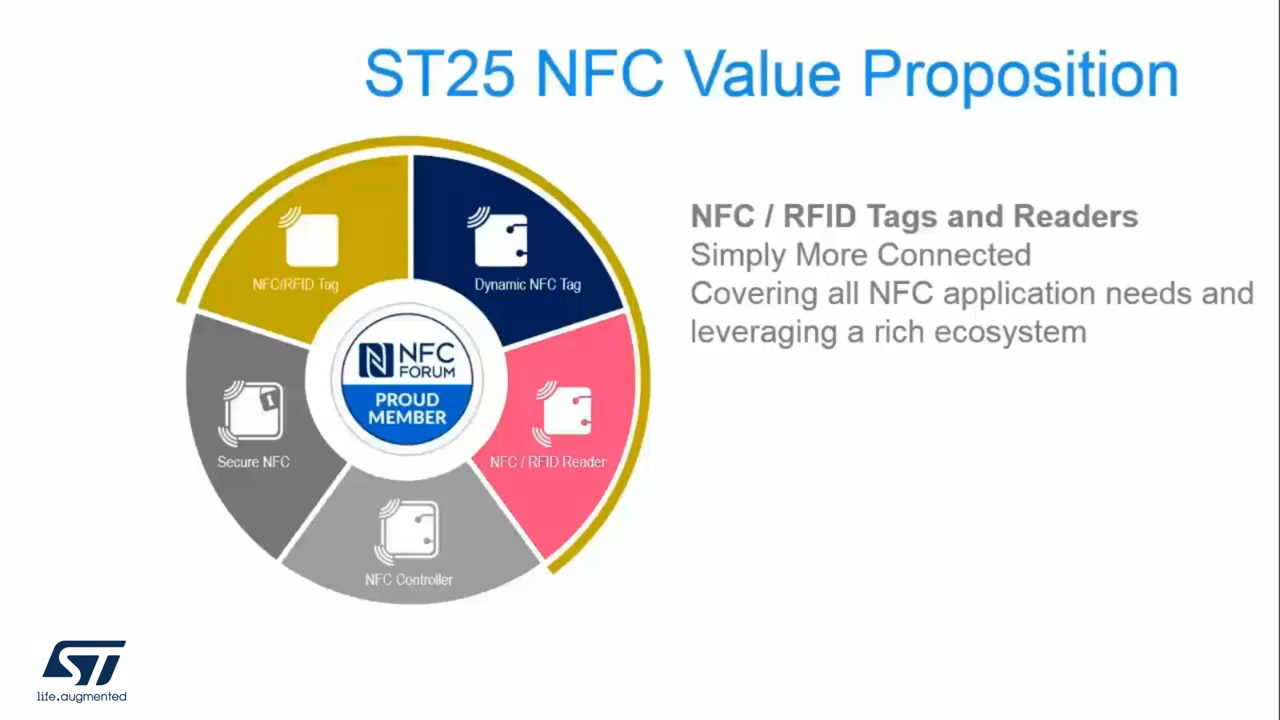 ST25 NFC Value Proposition
NFC/RFID Tag
Dynamic NFC Tag
NFC / RFID Tags and Readers
Simply More Connected
Covering all NFC application needs and
leveraging a rich ecosystem
NFC
FORUM
PROUD
MEMBER
Secure NFC
NFC / RFID Reader
NFC Controller
ST
life.augmented